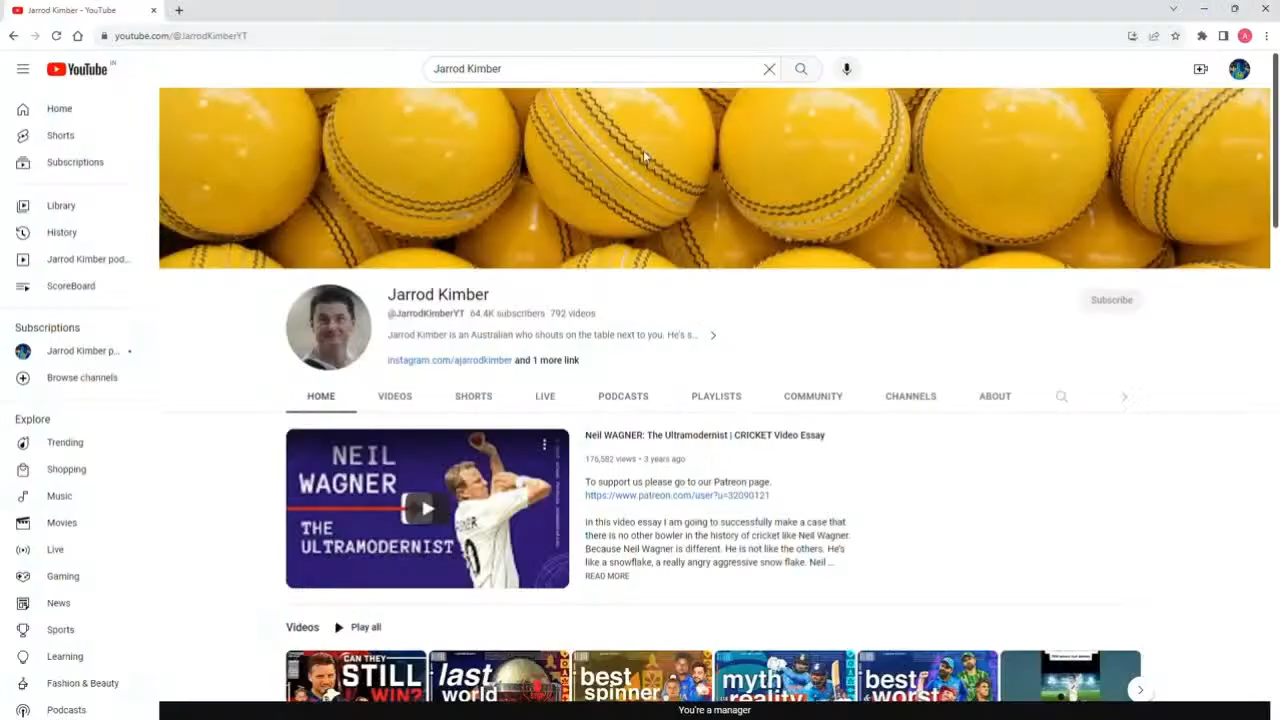 Jarrod Kimber - YouTube
youtube.com/@JarrodKimberYT
YouTube IN
Jarrod Kimber
Home
Shorts
Subscriptions
Library
History
Jarrod Kimber pod...
ScoreBoard
Subscriptions
Jarrod Kimber p...
Browse channels
Explore
Trending
Shopping
Music
Movies
Live
Gaming
News
Sports
Learning
Fashion & Beauty
Podcasts
Jarrod Kimber
@JarrodKimberYT 64.4K subscribers 792 videos
Jarrod Kimber is an Australian who shouts on the table next to you. He's s...
instagram.com/ajarrodkimber and 1 more link
Subscribe
HOME VIDEOS SHORTS LIVE PODCASTS PLAYLISTS COMMUNITY CHANNELS ABOUT
NEIL
WAGNER
THE
ULTRAMODERNIST
Neil WAGNER: The Ultramodernist | CRICKET Video Essay
176,582 views • 3 years ago
To support us please go to our Patreon page.
https://www.patreon.com/user?u=32090121
In this video essay I am going to successfully make a case that
there is no other bowler in the history of cricket like Neil Wagner.
Because Neil Wagner is different. He is not like the others. He's
like a snowflake, a really angry aggressive snow flake. Neil ...
READ MORE
Videos Play all
CAN THEY
STILL
WIN?
last
world
best
spinner
myth
reality
best
worst
You're a manager